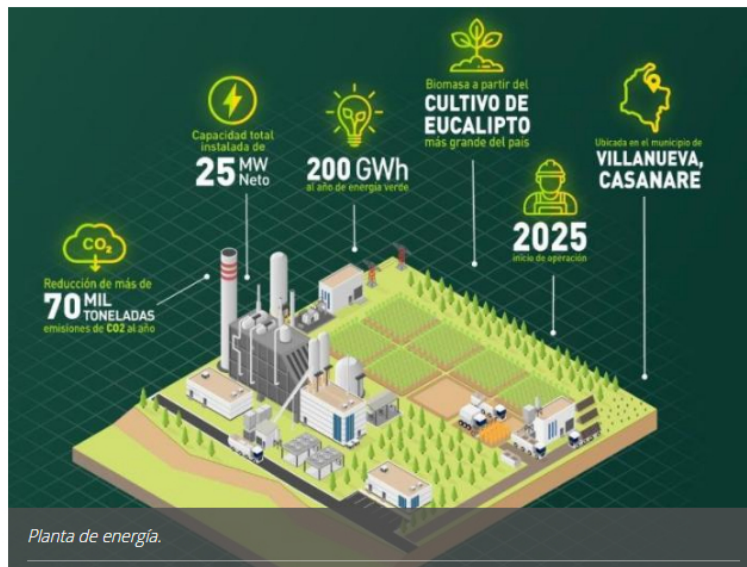 Biomasa a partir del
CULTIVO DE
EUCALIPTO
más grande del país
Capacidad total
instalada de
25 MW
Neto
200 GWh
al año de energía verde
Ubicada en el municipio de
VILLANUEVA,
CASANARE
2025
inicio de operación
CO₂
Reducción de más de
70 MIL
TONELADAS
emisiones de CO2 al año
Planta de energía.